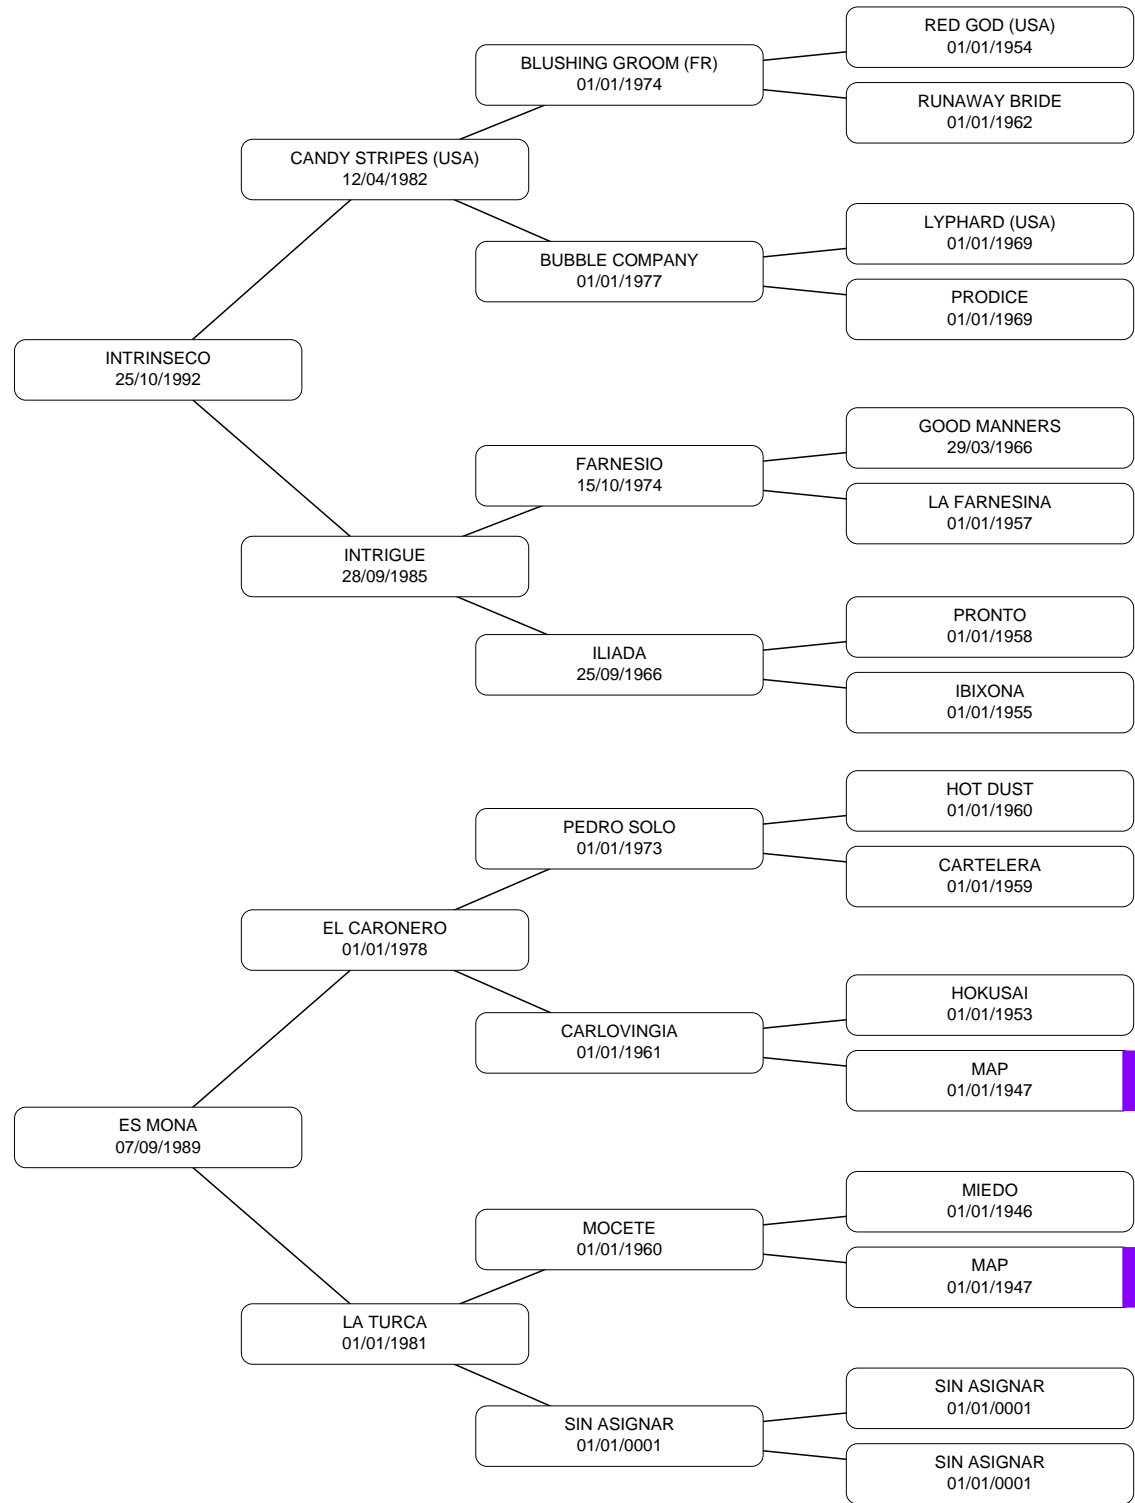 RED GOD (USA)
01/01/1954
BLUSHING GROOM (FR)
01/01/1974
RUNAWAY BRIDE
01/01/1962
CANDY STRIPES (USA)
12/04/1982
LYPHARD (USA)
01/01/1969
BUBBLE COMPANY
01/01/1977
PRODICE
01/01/1969
INTRINSECO
25/10/1992
GOOD MANNERS
29/03/1966
FARNESIO
15/10/1974
LA FARNESINA
01/01/1957
INTRIGUE
28/09/1985
PRONTO
01/01/1958
ILIADA
25/09/1966
IBIXONA
01/01/1955
HOT DUST
01/01/1960
PEDRO SOLO
01/01/1973
CARTELERA
01/01/1959
EL CARONERO
01/01/1978
HOKUSAI
01/01/1953
CARLOVINGIA
01/01/1961
MAP
01/01/1947
ES MONA
07/09/1989
MIEDO
01/01/1946
MOCETE
01/01/1960
MAP
01/01/1947
LA TURCA
01/01/1981
SIN ASIGNAR
01/01/0001
SIN ASIGNAR
01/01/0001
SIN ASIGNAR
01/01/0001